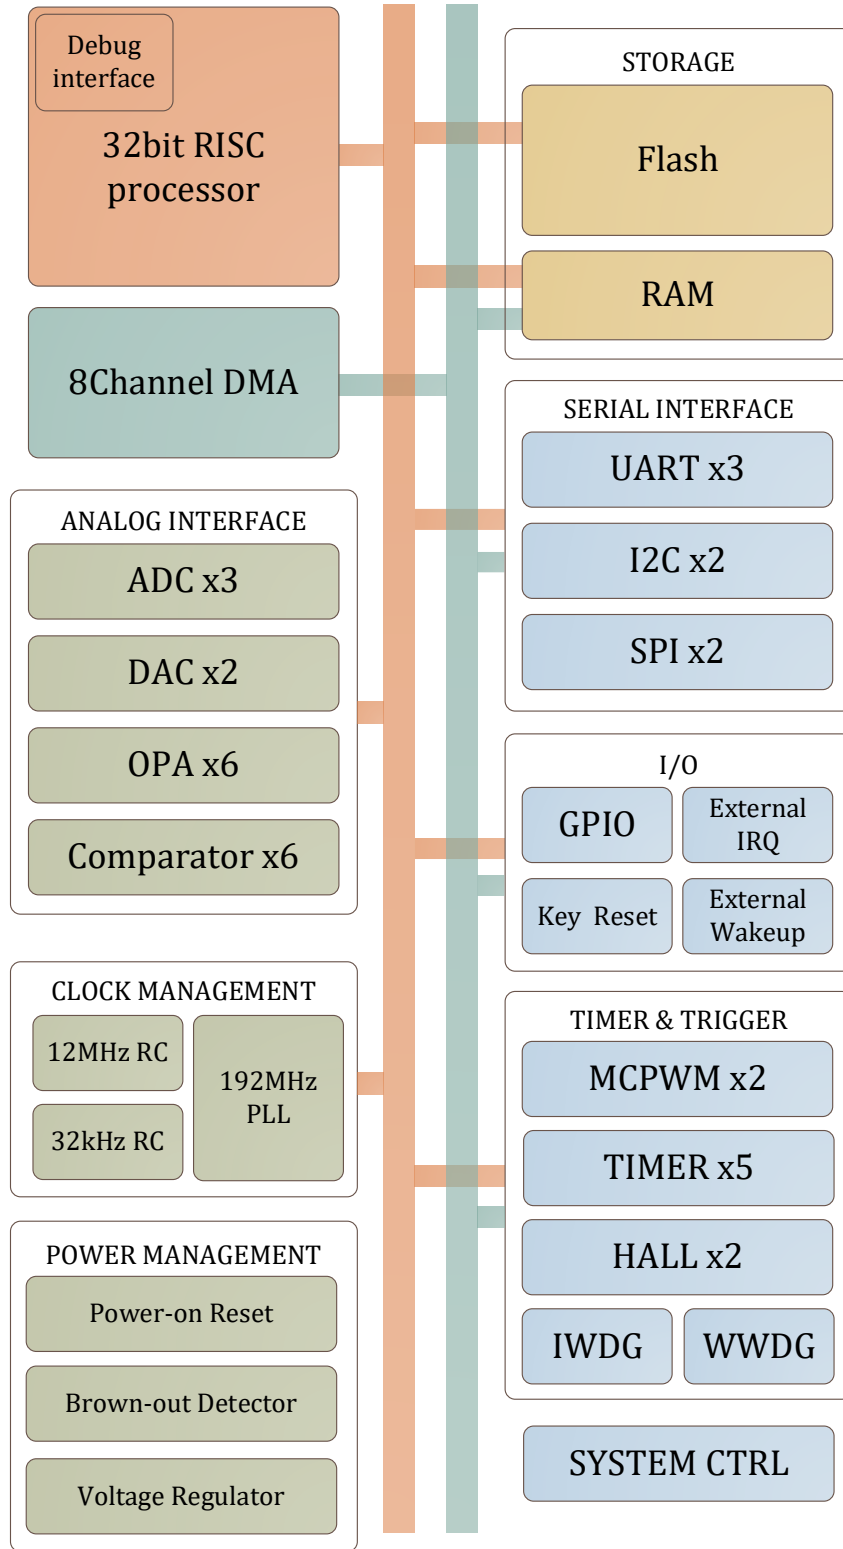 Debug
interface
32bit RISC
processor
8Channel DMA
ANALOG INTERFACE
ADC x3
DAC x2
OPA x6
Comparator x6
CLOCK MANAGEMENT
12MHz RC
32kHz RC
192MHz
PLL
POWER MANAGEMENT
Power-on Reset
Brown-out Detector
Voltage Regulator
STORAGE
Flash
RAM
SERIAL INTERFACE
UART x3
I2C x2
SPI x2
I/O
GPIO
External
IRQ
Key Reset
External
Wakeup
TIMER & TRIGGER
MCPWM x2
TIMER x5
HALL x2
IWDG
WWDG
SYSTEM CTRL